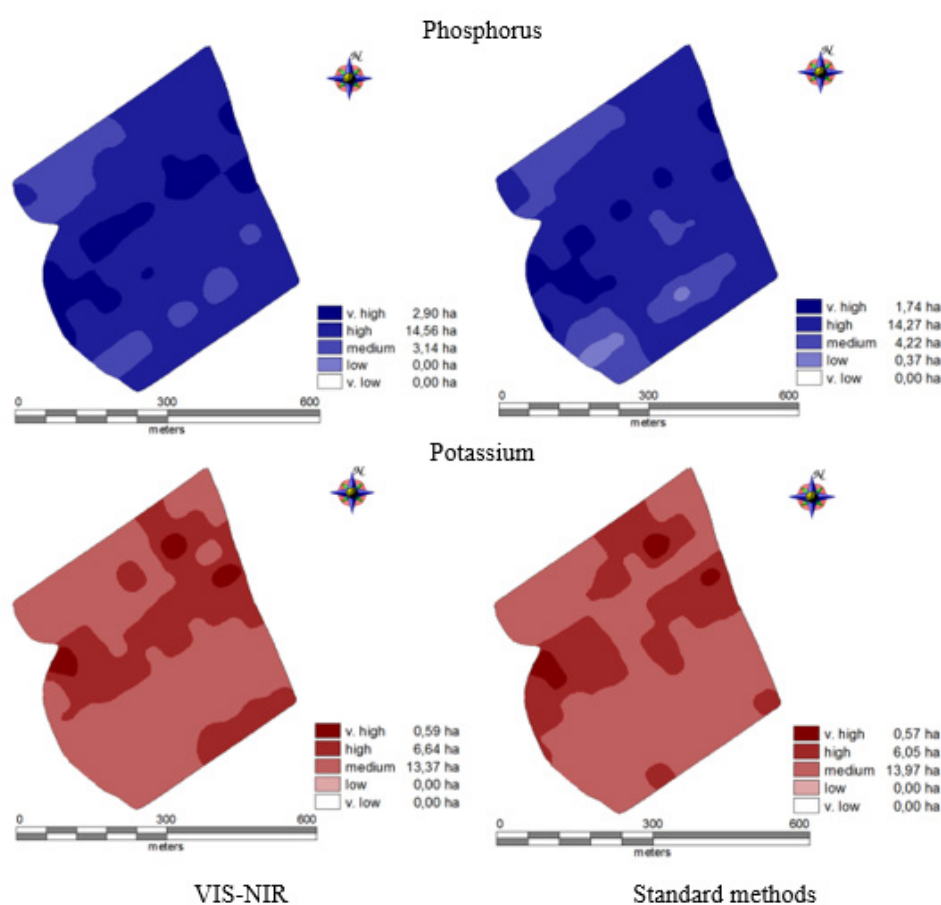 Phosphorus
N
N
v. high 2,90 ha
high 14,56 ha
medium 3,14 ha
low 0,00 ha
v. low 0,00 ha
0 300 600
meters
v. high 1,74 ha
high 14,27 ha
medium 4,22 ha
low 0,37 ha
v. low 0,00 ha
0 300 600
meters
Potassium
N
N
v. high 0,59 ha
high 6,64 ha
medium 13,37 ha
low 0,00 ha
v. low 0,00 ha
0 300 600
meters
v. high 0,57 ha
high 6,05 ha
medium 13,97 ha
low 0,00 ha
v. low 0,00 ha
0 300 600
meters
VIS-NIR
Standard methods